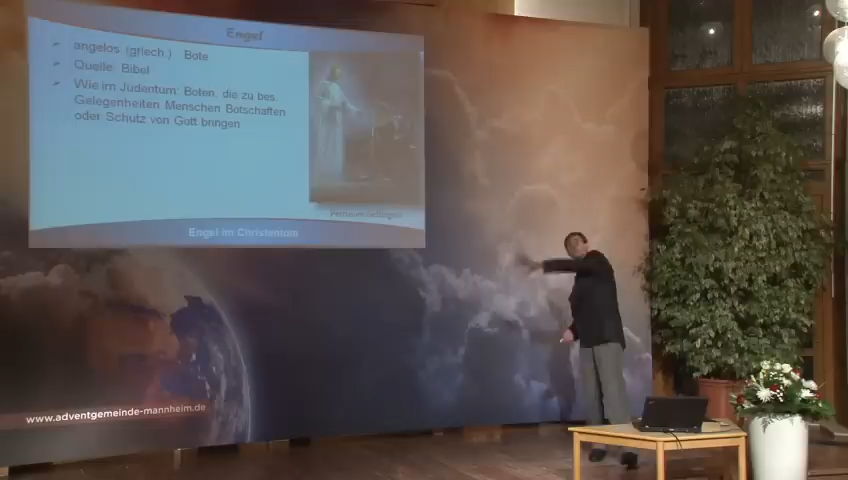 Engel
angelos (griech.) Bote
Quelle: Bibel
Wie im Judentum: Boten, die zu bes.
Gelegenheiten Menschen Botschaften
oder Schutz von Gott bringen
Engel im Christentum
www.adventgemeinde-mannheim.de